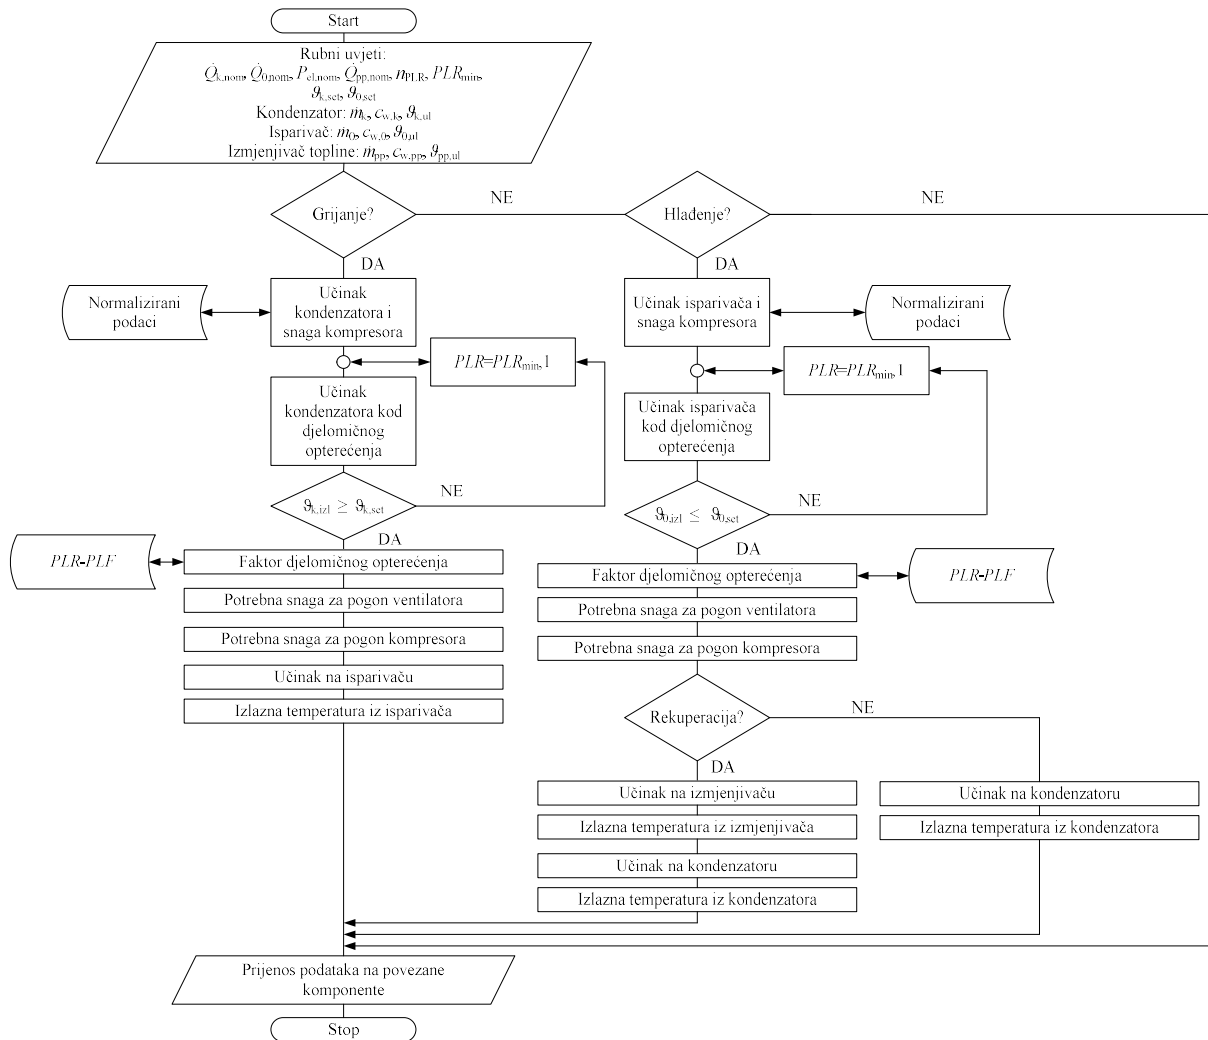 Start
Rubni uvjeti:
Q̇k,nom, Q̇0,nom, Pel,nom, Q̇pp,nom, nPLR, PLRmin,
ϑk,set, ϑ0,set
Kondenzator: ṁk, cw,k, ϑk,ul
Isparivač: ṁ0, cw,0, ϑ0,ul
Izmjenjivač topline: ṁpp, cw,pp, ϑpp,ul
Grijanje?
NE
Hlađenje?
NE
DA
DA
Normalizirani
podaci
Učinak
kondenzatora i
snaga kompresora
Učinak isparivača i
snaga kompresora
Normalizirani
podaci
PLR=PLRmin,1
PLR=PLRmin,1
Učinak
kondenzatora kod
djelomičnog
opterećenja
Učinak isparivača
kod djelomičnog
opterećenja
ϑk,izl ≥ ϑk,set
NE
ϑ0,izl ≤ ϑ0,set
NE
DA
DA
PLR-PLF
Faktor djelomičnog opterećenja
Potrebna snaga za pogon ventilatora
Potrebna snaga za pogon kompresora
Učinak na isparivaču
Izlazna temperatura iz isparivača
Faktor djelomičnog opterećenja
PLR-PLF
Potrebna snaga za pogon ventilatora
Potrebna snaga za pogon kompresora
Rekuperacija?
NE
DA
Učinak na izmjenjivaču
Izlazna temperatura iz izmjenjivača
Učinak na kondenzatoru
Izlazna temperatura iz kondenzatora
Učinak na kondenzatoru
Izlazna temperatura iz kondenzatora
Prijenos podataka na povezane
komponente
Stop